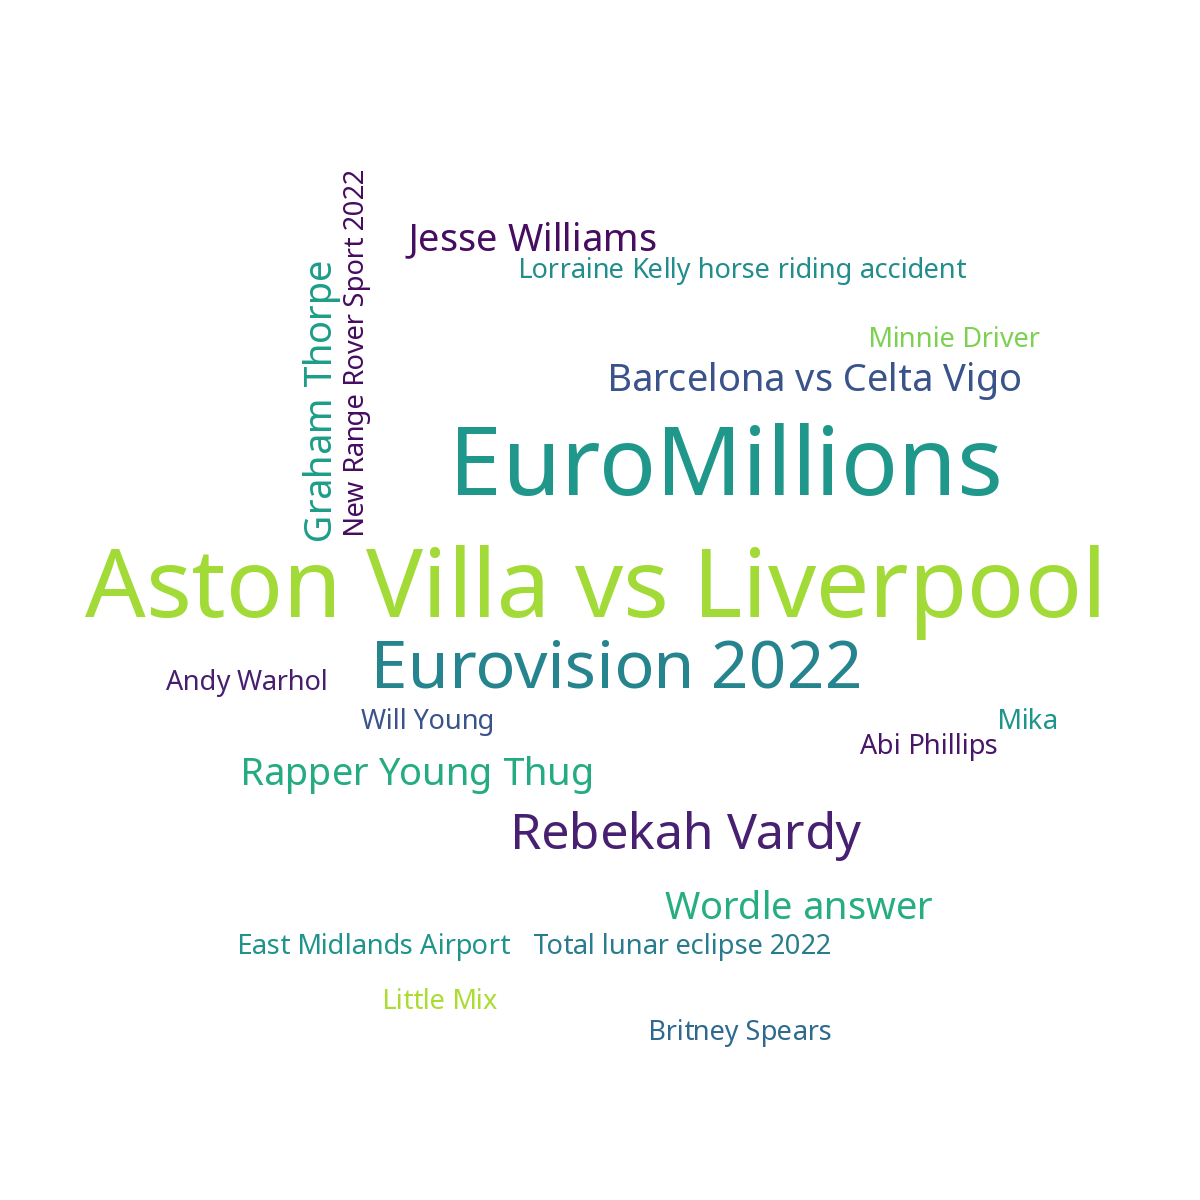 New Range Rover Sport 2022
Graham Thorpe
Jesse Williams
Lorraine Kelly horse riding accident
Minnie Driver
Barcelona vs Celta Vigo
EuroMillions
Aston Villa vs Liverpool
Eurovision 2022
Andy Warhol
Will Young
Mika
Abi Phillips
Rapper Young Thug
Rebekah Vardy
Wordle answer
East Midlands Airport
Total lunar eclipse 2022
Little Mix
Britney Spears